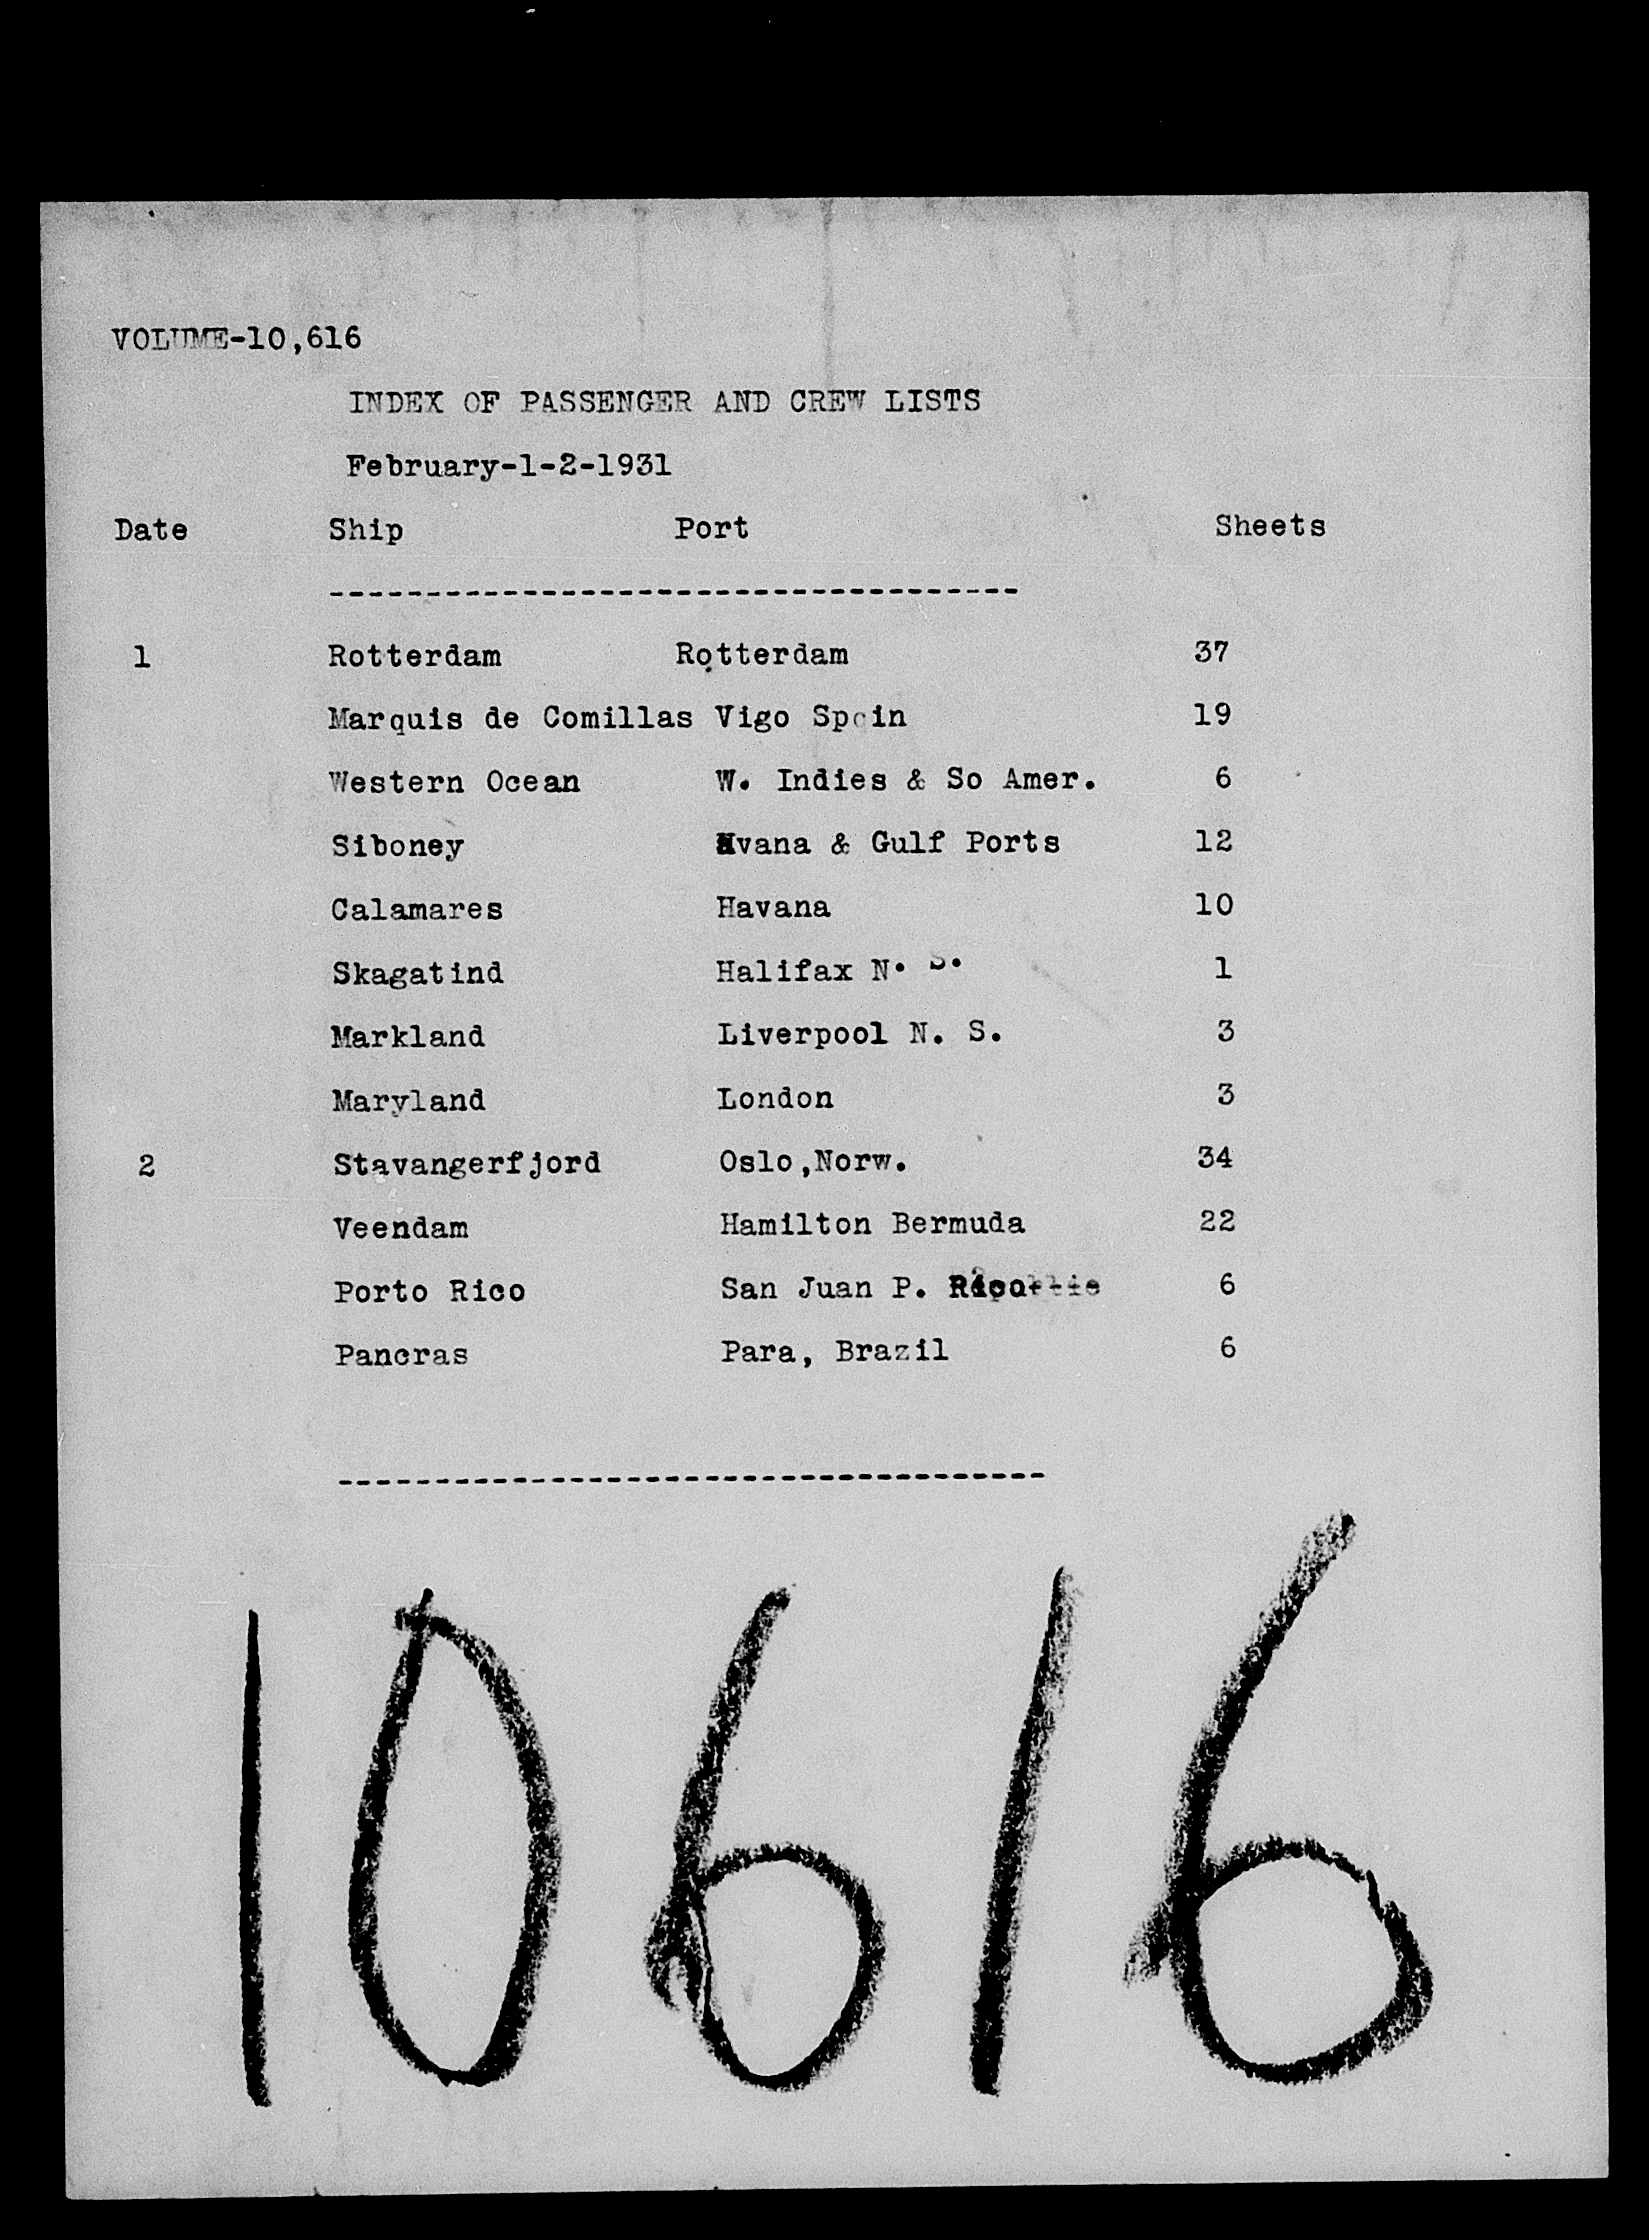 VOLUME-10,616
INDEX OF PASSENGER AND CREW LISTS
February-1-2-1931
Date Ship Port Sheets
1 Rotterdam Rotterdam 37
Marquis de Comillas Vigo Spain 19
Western Ocean W. Indies & So Amer. 6
Siboney Hvana & Gulf Ports 12
Calamares Havana 10
Skagatind Halifax N. S. 1
Markland Liverpool N. S. 3
Maryland London 3
2 Stavangerfjord Oslo,Norw. 34
Veendam Hamilton Bermuda 22
Porto Rico San Juan P. Rico 6
Pancras Para, Brazil 6
10616